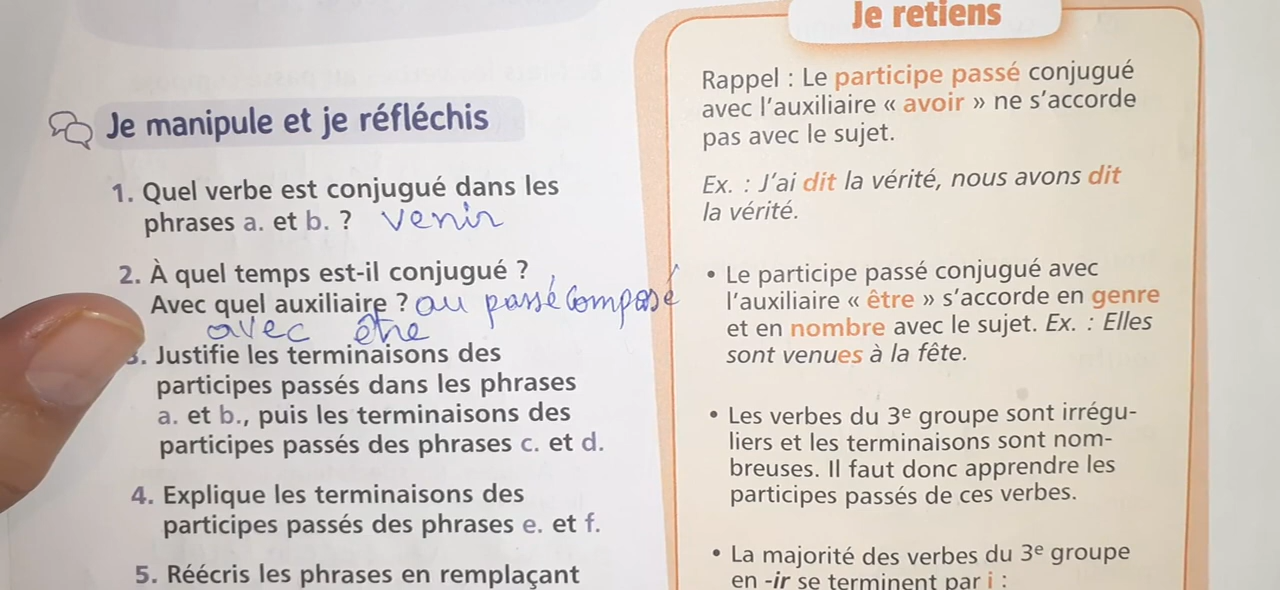 Je manipule et je réfléchis
1. Quel verbe est conjugué dans les
phrases a. et b. ? venir
2. À quel temps est-il conjugué ?
Avec quel auxiliaire ? au passé composé
avec être
3. Justifie les terminaisons des
participes passés dans les phrases
a. et b., puis les terminaisons des
participes passés des phrases c. et d.
4. Explique les terminaisons des
participes passés des phrases e. et f.
5. Réécris les phrases en remplaçant
Je retiens
Rappel : Le participe passé conjugué
avec l'auxiliaire « avoir » ne s'accorde
pas avec le sujet.
Ex. : J'ai dit la vérité, nous avons dit
la vérité.
• Le participe passé conjugué avec
l'auxiliaire « être » s'accorde en genre
et en nombre avec le sujet. Ex. : Elles
sont venues à la fête.
• Les verbes du 3e groupe sont irrégu-
liers et les terminaisons sont nom-
breuses. Il faut donc apprendre les
participes passés de ces verbes.
• La majorité des verbes du 3e groupe
en -ir se terminent par i :